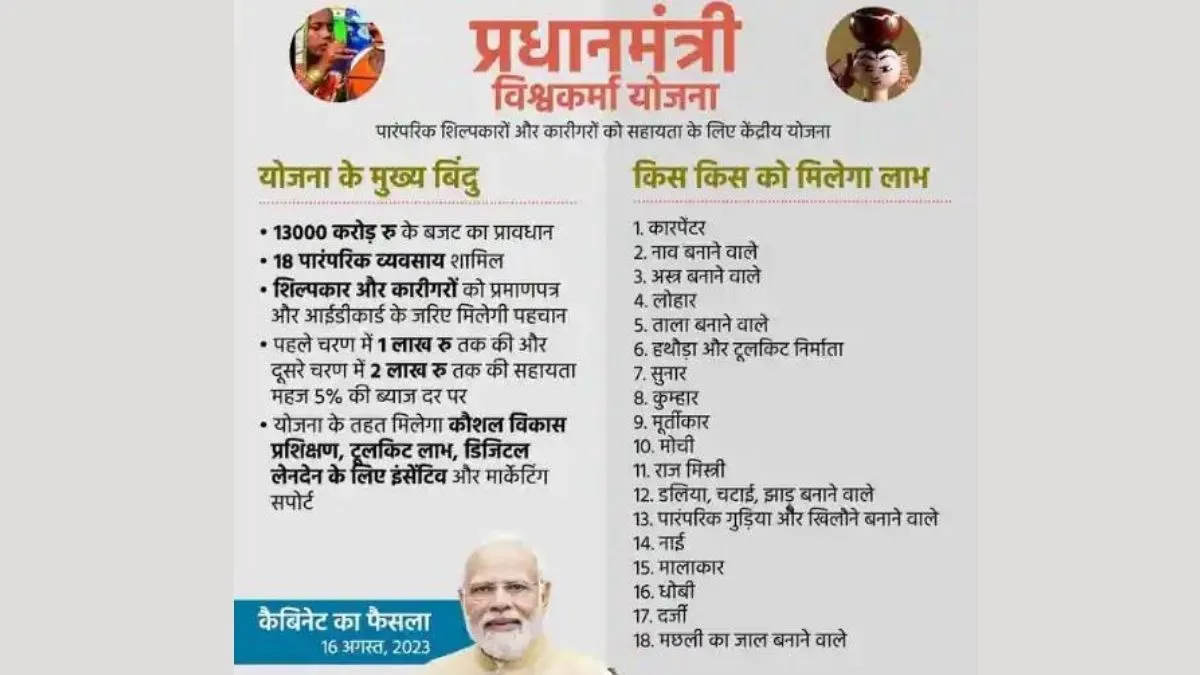 प्रधानमंत्री
विश्वकर्मा योजना
पारंपरिक शिल्पकारों और कारीगरों को सहायता के लिए केंद्रीय योजना
योजना के मुख्य बिंदु
• 13000 करोड़ रु के बजट का प्रावधान
• 18 पारंपरिक व्यवसाय शामिल
• शिल्पकार और कारीगरों को प्रमाणपत्र
और आईडीकार्ड के जरिए मिलेगी पहचान
• पहले चरण में 1 लाख रु तक की और
दूसरे चरण में 2 लाख रु तक की सहायता
महज 5% की ब्याज दर पर
• योजना के तहत मिलेगा कौशल विकास
प्रशिक्षण, टूलकिट लाभ, डिजिटल
लेनदेन के लिए इंसेंटिव और मार्केटिंग
सपोर्ट
कैबिनेट का फैसला
16 अगस्त, 2023
किस किस को मिलेगा लाभ
1. कारपेंटर
2. नाव बनाने वाले
3. अस्त्र बनाने वाले
4. लोहार
5. ताला बनाने वाले
6. हथौड़ा और टूलकिट निर्माता
7. सुनार
8. कुम्हार
9. मूर्तीकार
10. मोची
11. राज मिस्त्री
12. डलिया, चटाई, झाड़ू बनाने वाले
13. पारंपरिक गुड़िया और खिलौने बनाने वाले
14. नाई
15. मालाकार
16. धोबी
17. दर्जी
18. मछली का जाल बनाने वाले